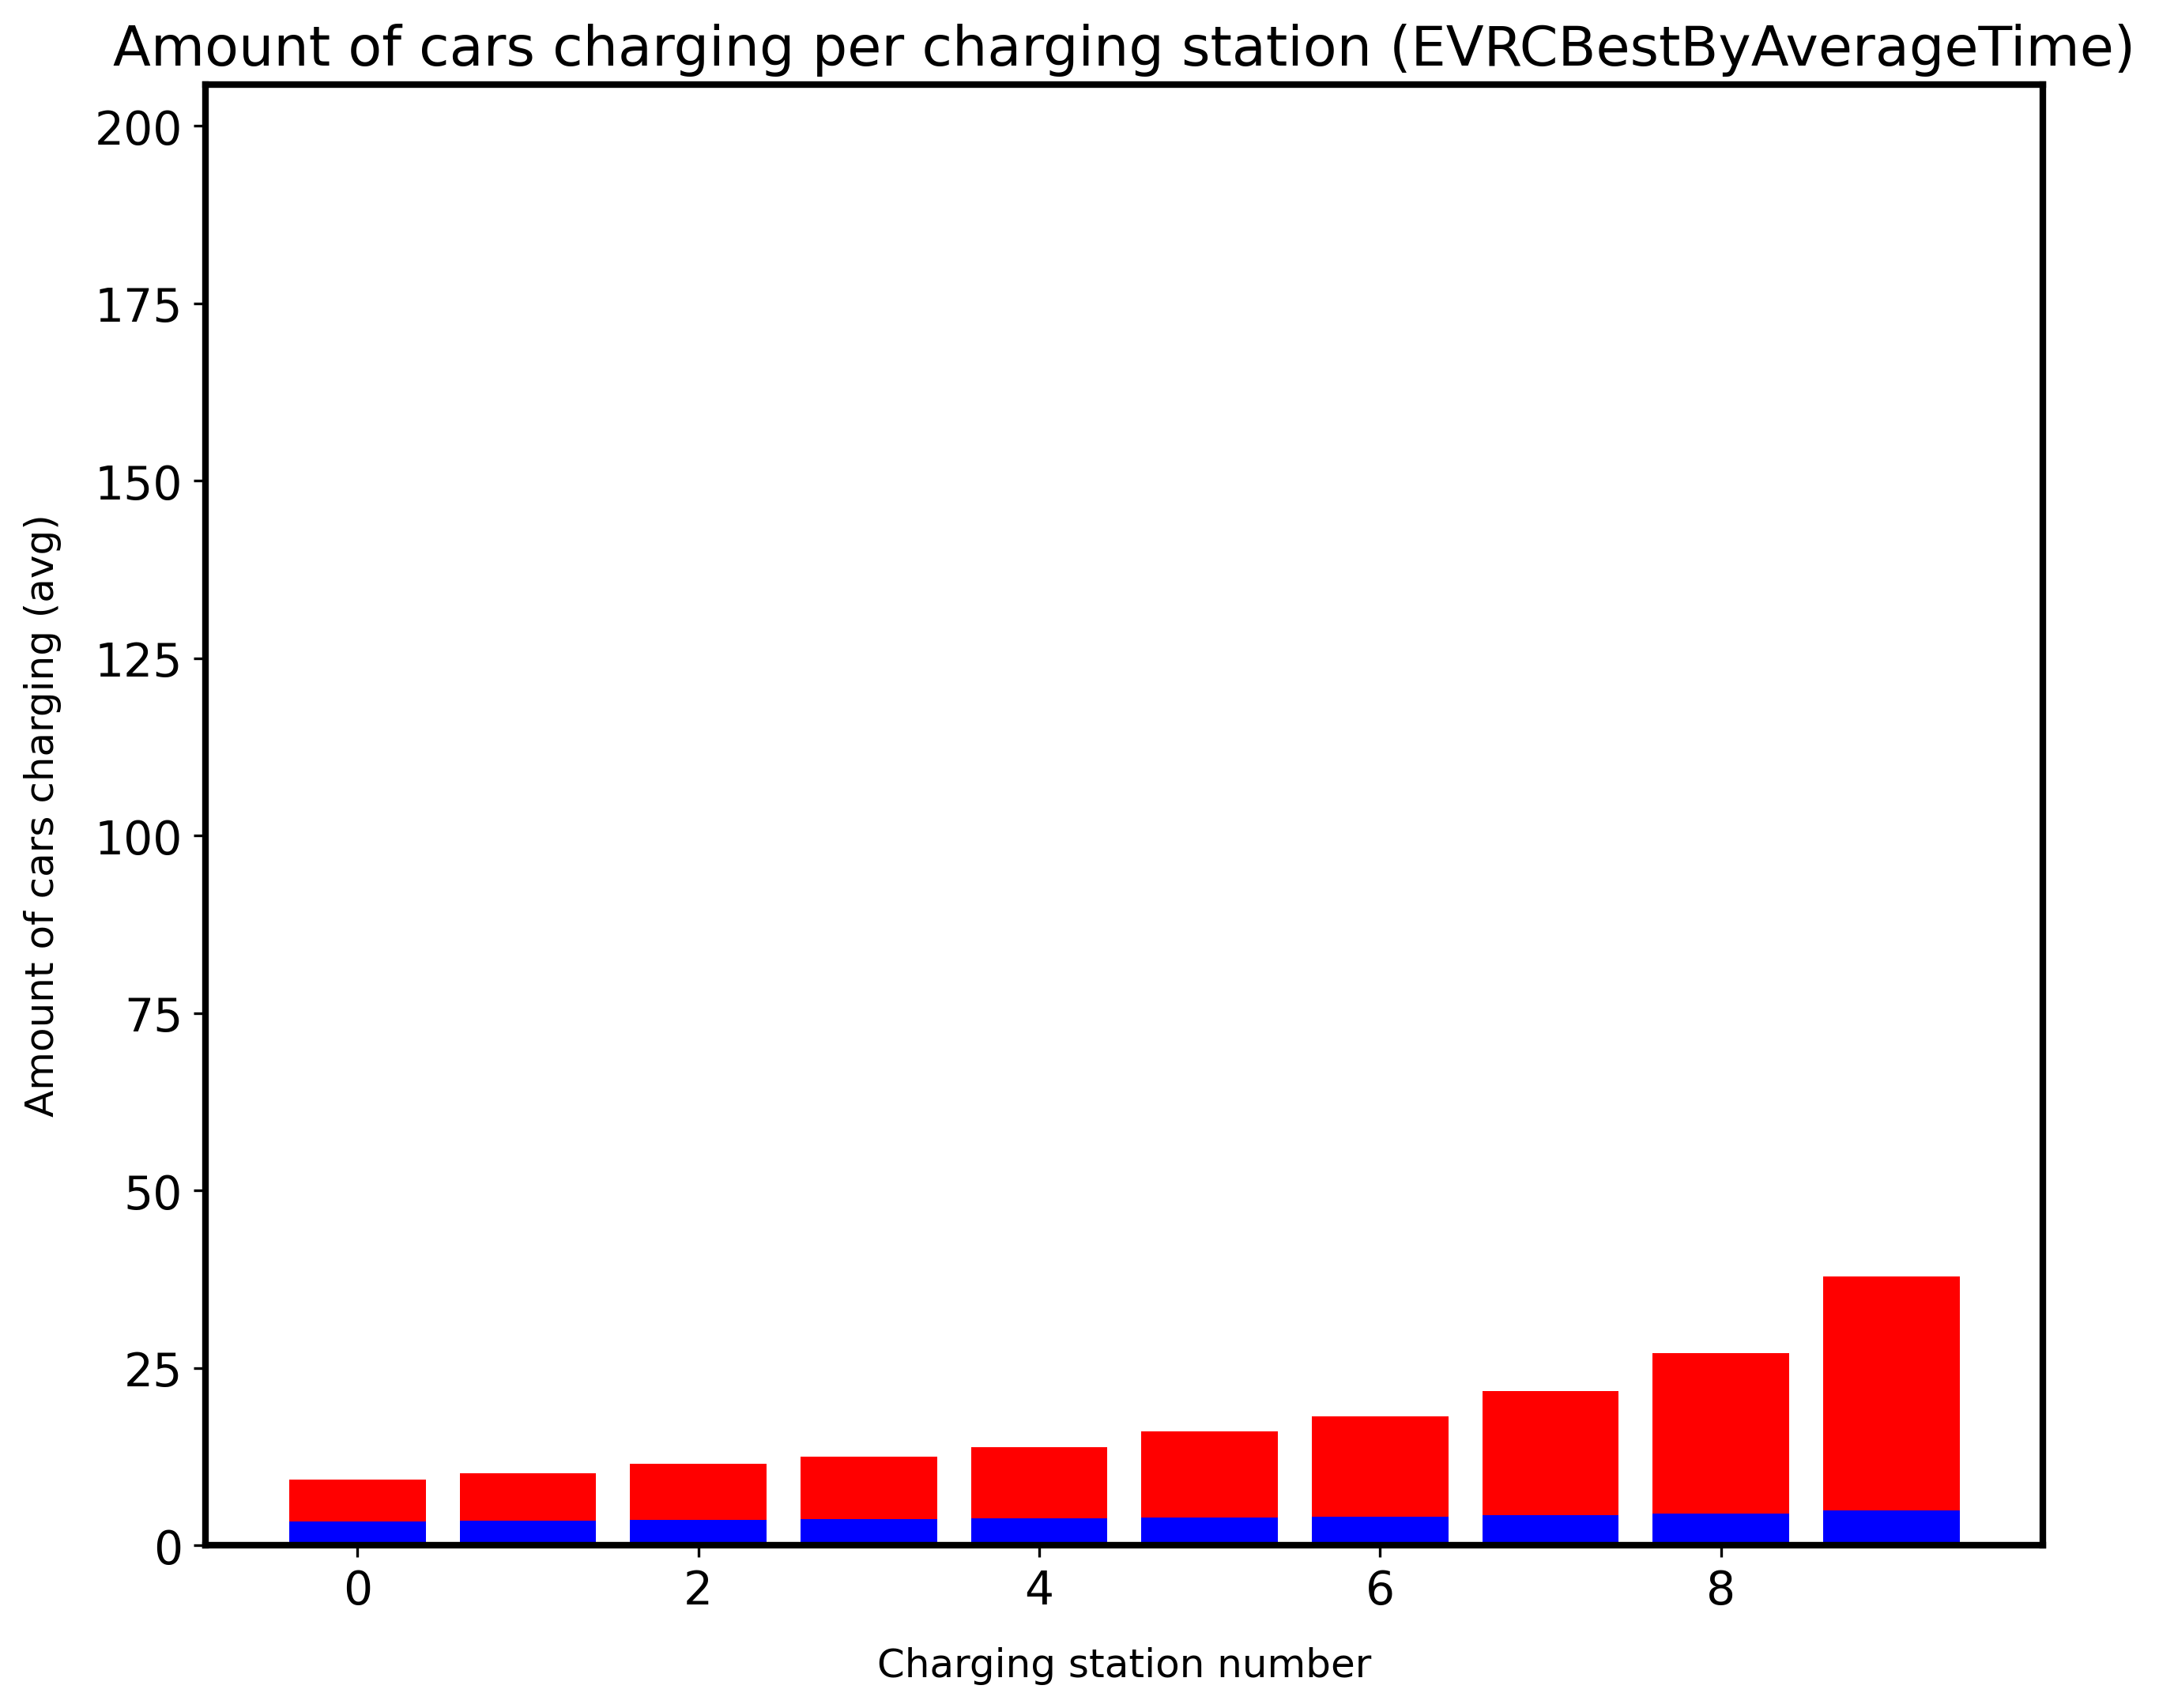 Amount of cars charging per charging station (EVRCBestByAverageTime)
200
175
150
125
100
75
50
25
0
Amount of cars charging (avg)
0 2 4 6 8
Charging station number